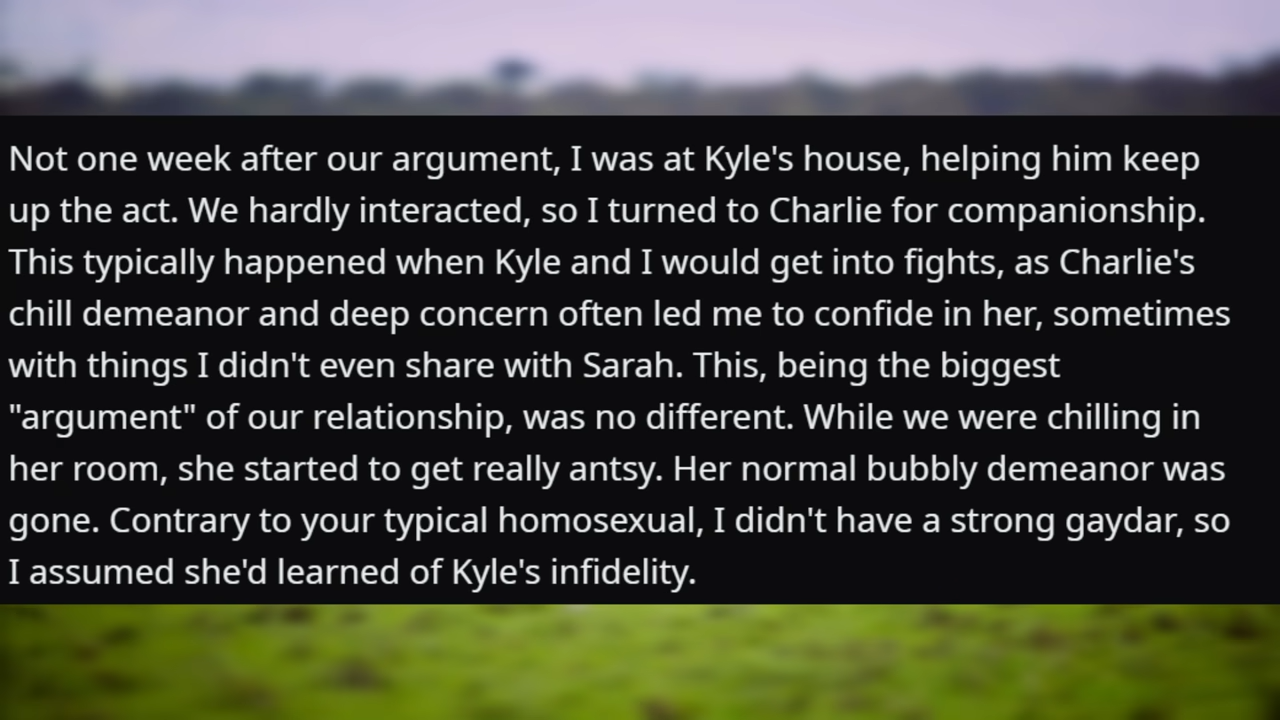 Not one week after our argument, I was at Kyle's house, helping him keep
up the act. We hardly interacted, so I turned to Charlie for companionship.
This typically happened when Kyle and I would get into fights, as Charlie's
chill demeanor and deep concern often led me to confide in her, sometimes
with things I didn't even share with Sarah. This, being the biggest
"argument" of our relationship, was no different. While we were chilling in
her room, she started to get really antsy. Her normal bubbly demeanor was
gone. Contrary to your typical homosexual, I didn't have a strong gaydar, so
I assumed she'd learned of Kyle's infidelity.